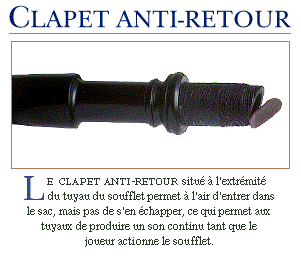 CLAPET ANTI-RETOUR
LE CLAPET ANTI-RETOUR situé à l'extrémité
du tuyau du soufflet permet à l'air d'entrer dans
le sac, mais pas de s'en échapper, ce qui permet aux
tuyaux de produire un son continu tant que le
joueur actionne le soufflet.